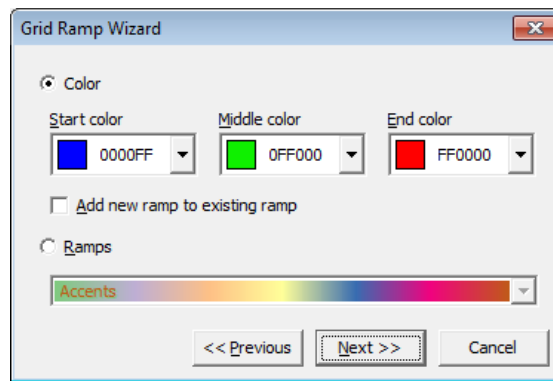 Grid Ramp Wizard
Color
Start color Middle color End color
0000FF 0FF000 FF0000
Add new ramp to existing ramp
Ramps
Accents
<< Previous Next >> Cancel